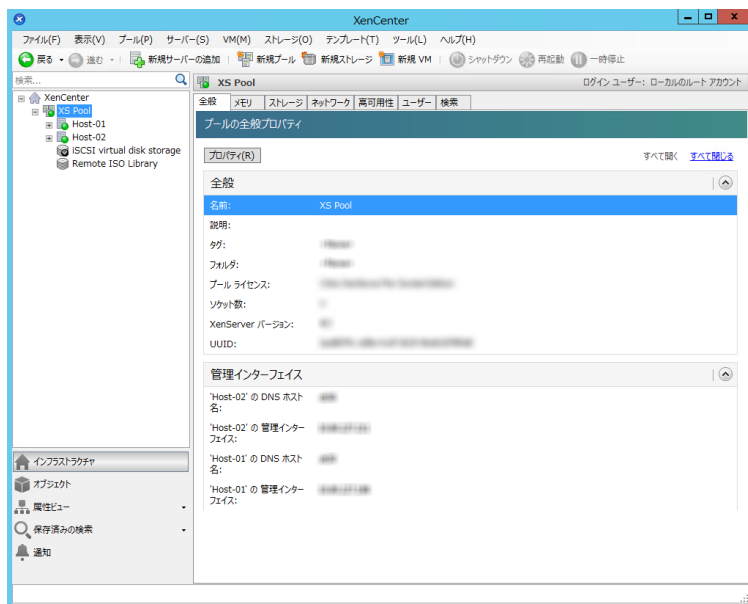 XenCenter
ファイル(F) 表示(V) プール(P) サーバー(S) VM(M) ストレージ(O) テンプレート(T) ツール(L) ヘルプ(H)
戻る 進む 新規サーバーの追加 新規プール 新規ストレージ 新規 VM シャットダウン 再起動 一時停止
検索...
XenCenter
XS Pool
Host-01
Host-02
iSCSI virtual disk storage
Remote ISO Library
インフラストラクチャ
オブジェクト
属性ビュー
保存済みの検索
通知
XS Pool ログイン ユーザー: ローカルのルート アカウント
全般 メモリ ストレージ ネットワーク 高可用性 ユーザー 検索
プールの全般プロパティ
プロパティ(R) すべて開く すべて閉じる
全般
名前: XS Pool
説明:
タグ:
フォルダ:
プール ライセンス:
ソケット数:
XenServer バージョン:
UUID:
管理インターフェイス
'Host-02' の DNS ホスト
名:
'Host-02' の 管理インター
フェイス:
'Host-01' の DNS ホスト
名:
'Host-01' の 管理インター
フェイス: